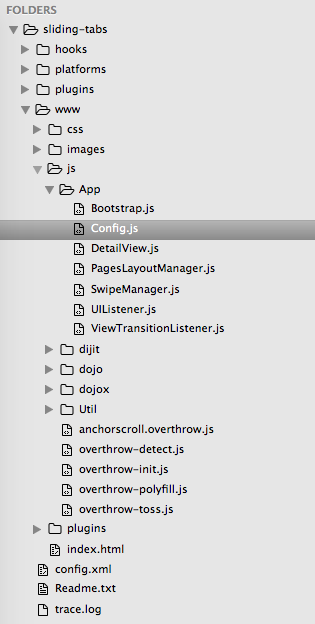 FOLDERS
sliding-tabs
hooks
platforms
plugins
www
css
images
js
App
Bootstrap.js
Config.js
DetailView.js
PagesLayoutManager.js
SwipeManager.js
UIListener.js
ViewTransitionListener.js
dijit
dojo
dojox
Util
anchorscroll.overthrow.js
overthrow-detect.js
overthrow-init.js
overthrow-polyfill.js
overthrow-toss.js
plugins
index.html
config.xml
Readme.txt
trace.log